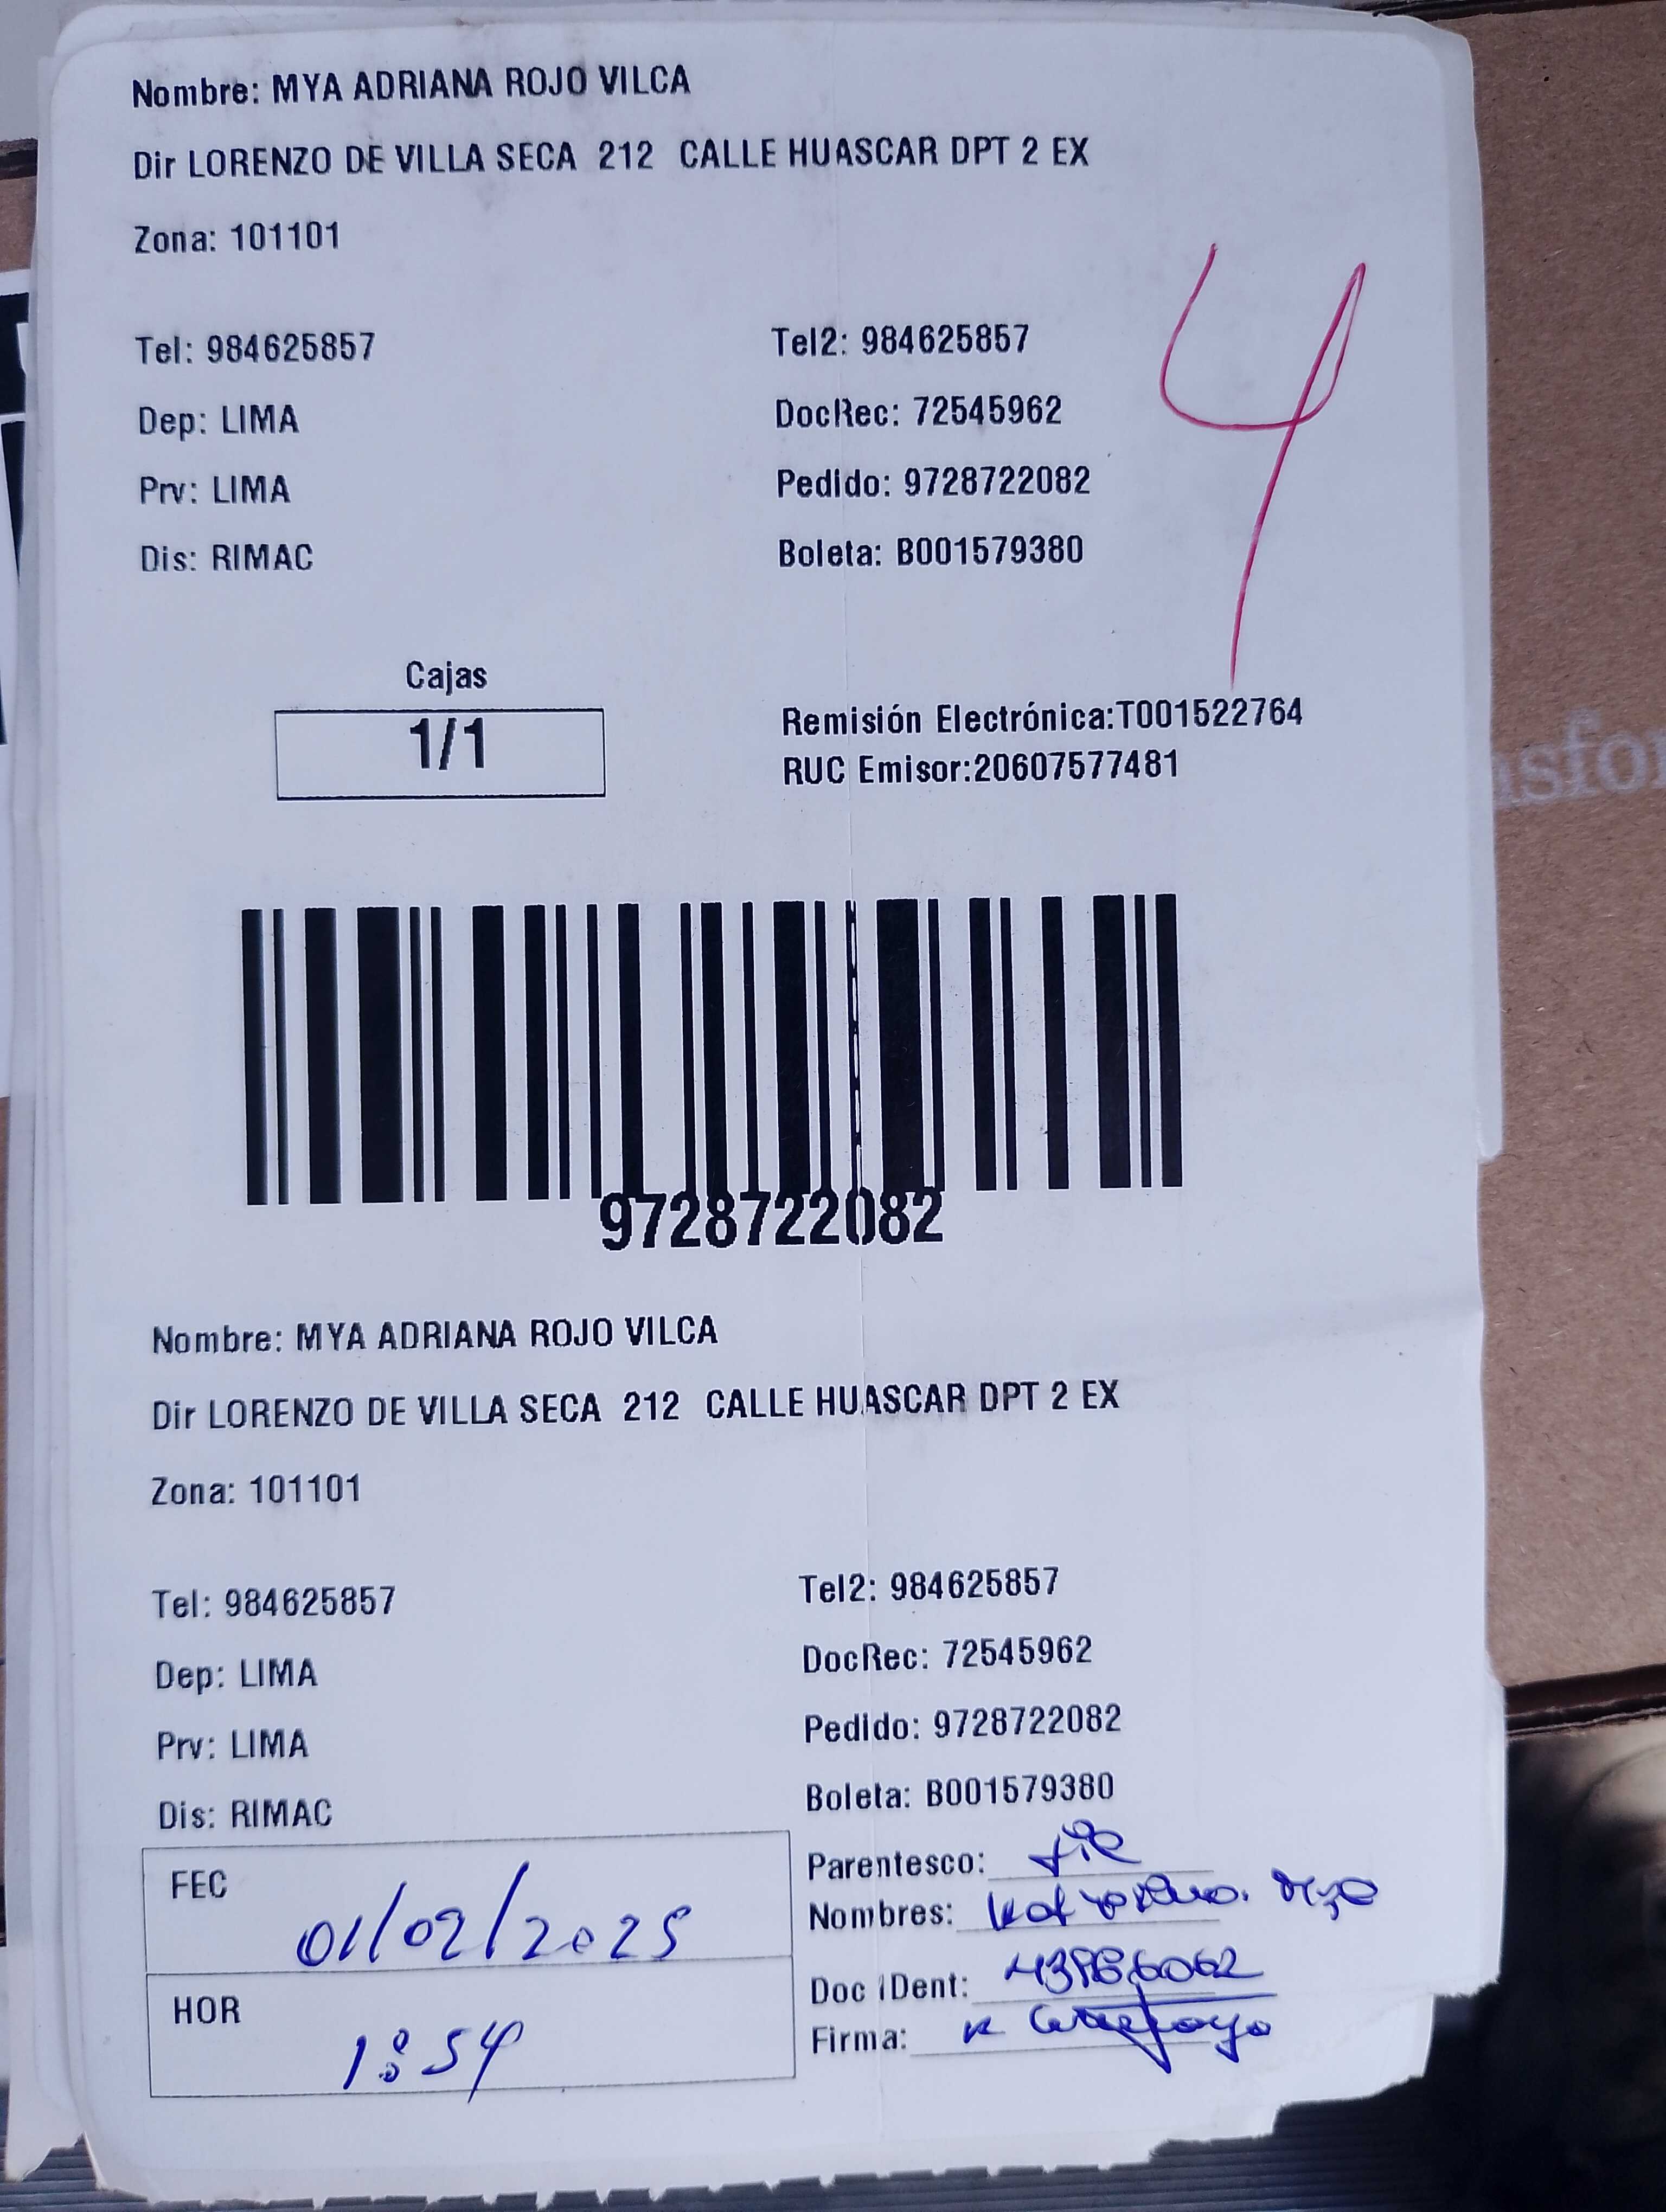 Nombre: MYA ADRIANA ROJO VILCA
Dir LORENZO DE VILLA SECA 212 CALLE HUASCAR DPT 2 EX
Zona: 101101
4
Tel: 984625857 Tel2: 984625857
Dep: LIMA DocRec: 72545962
Prv: LIMA Pedido: 9728722082
Dis: RIMAC Boleta: B001579380
Cajas
1/1
Remisión Electrónica:T001522764
RUC Emisor:20607577481
9728722082
Nombre: MYA ADRIANA ROJO VILCA
Dir LORENZO DE VILLA SECA 212 CALLE HUASCAR DPT 2 EX
Zona: 101101
Tel: 984625857 Tel2: 984625857
Dep: LIMA DocRec: 72545962
Prv: LIMA Pedido: 9728722082
Dis: RIMAC Boleta: B001579380
FEC 01/02/2025
HOR 1:54
Parentesco:
Nombres:
Doc IDent:
Firma: